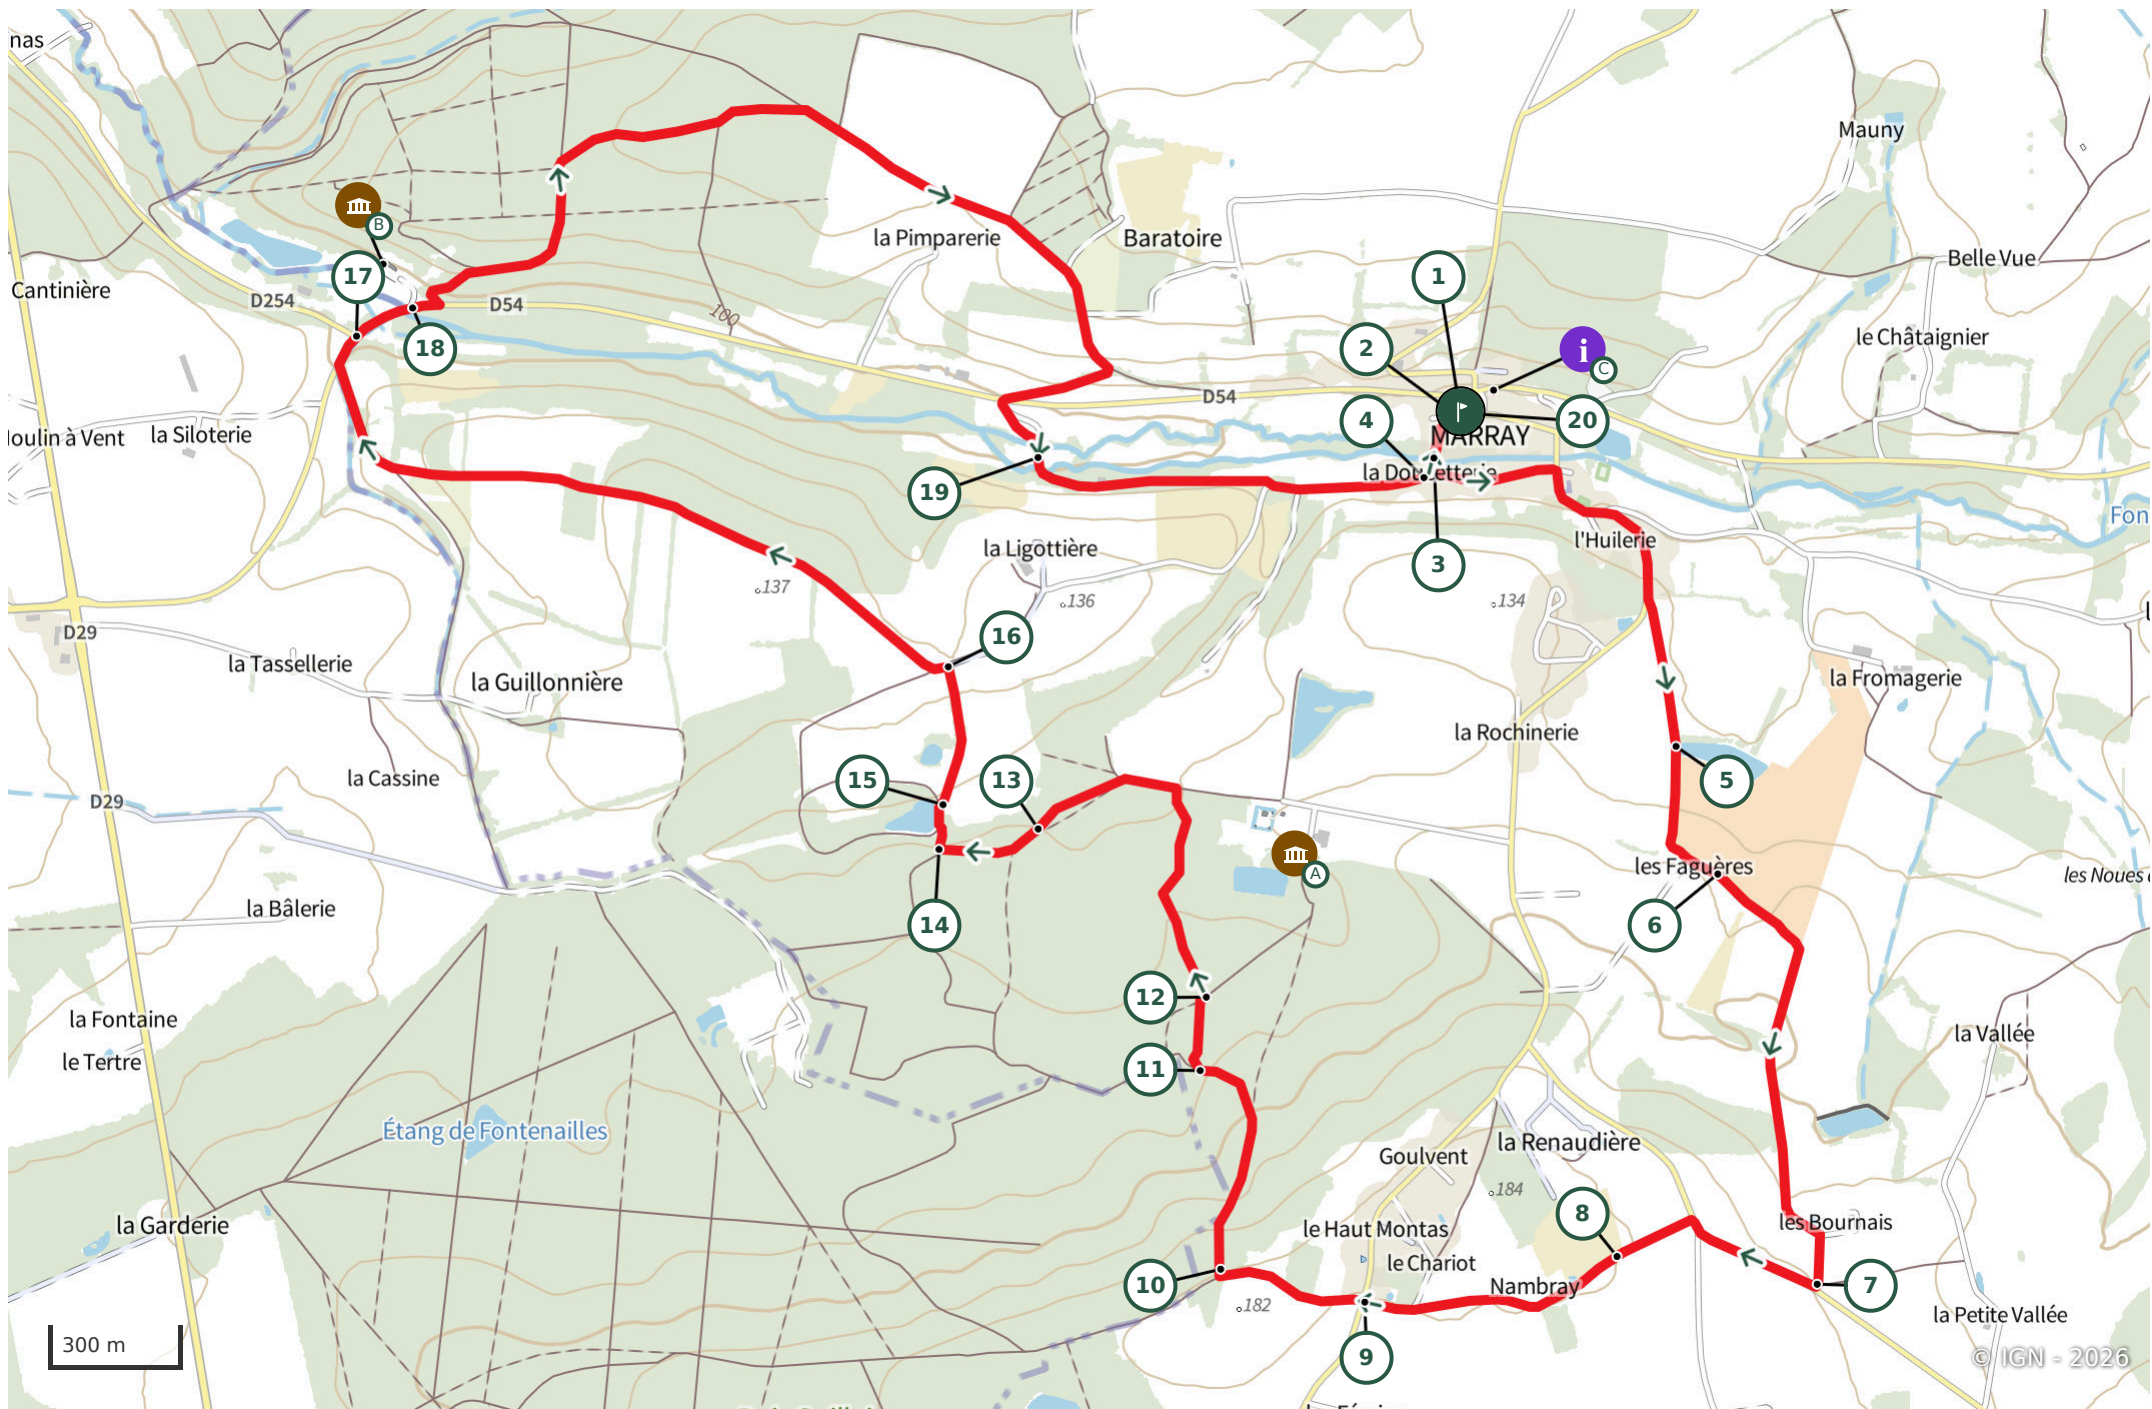 nas
Mauny
B
la Pimparerie
Baratoire
Belle Vue
17
1
Cantinière
D254
D54
100
le Châtaignier
2
i
C
18
D54
4
20
MARRAY
oulin à Vent
la Siloterie
19
Fon
la Ligottière
l'Huilerie
3
137
136
134
D29
16
la Tassellerie
la Guillonnière
la Fromagerie
la Rochinerie
la Cassine
15
13
5
D29
les Faguères
A
les Noues
la Bâlerie
14
6
12
la Fontaine
la Vallée
le Tertre
11
Étang de Fontenailles
la Renaudière
Goulvent
184
8
la Garderie
le Haut Montas
les Bournais
le Chariot
10
Nambray
7
182
la Petite Vallée
300 m
9
© IGN - 2026